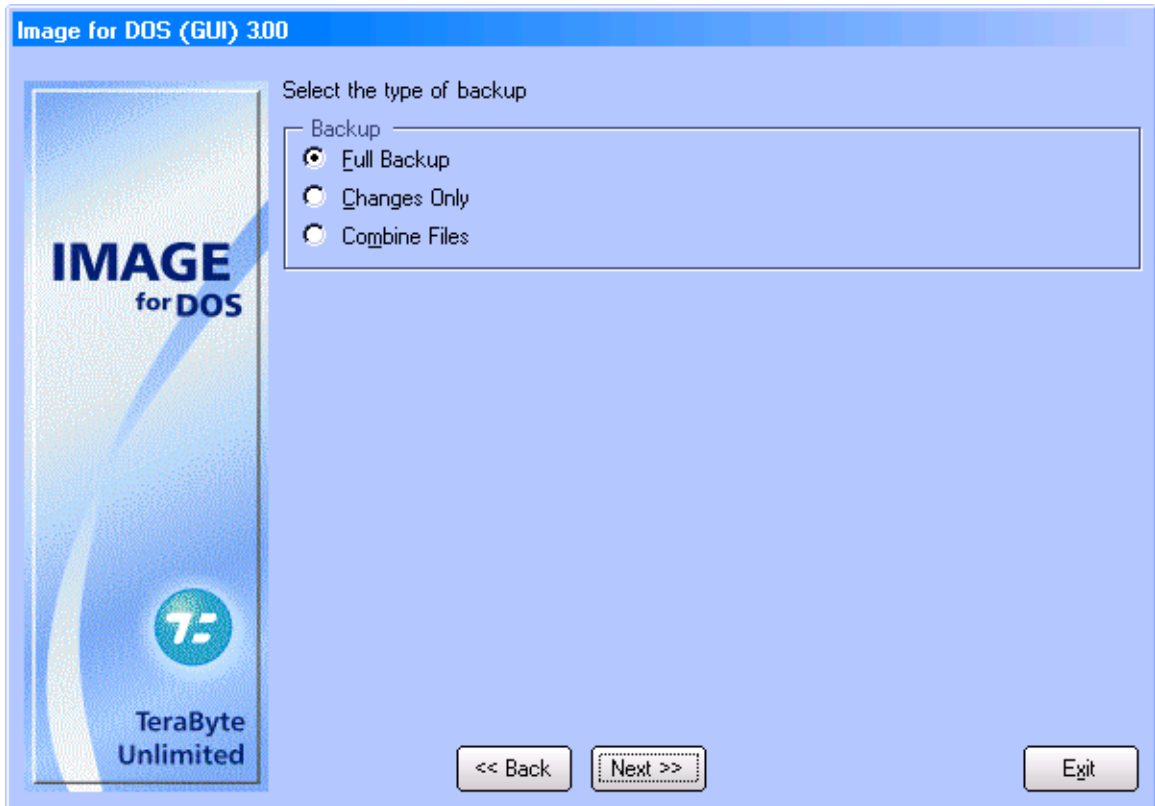 Image for DOS (GUI) 3.00
Select the type of backup
Backup
Full Backup
Changes Only
Combine Files
IMAGE
for DOS
TeraByte
Unlimited
<< Back
Next >>
Exit